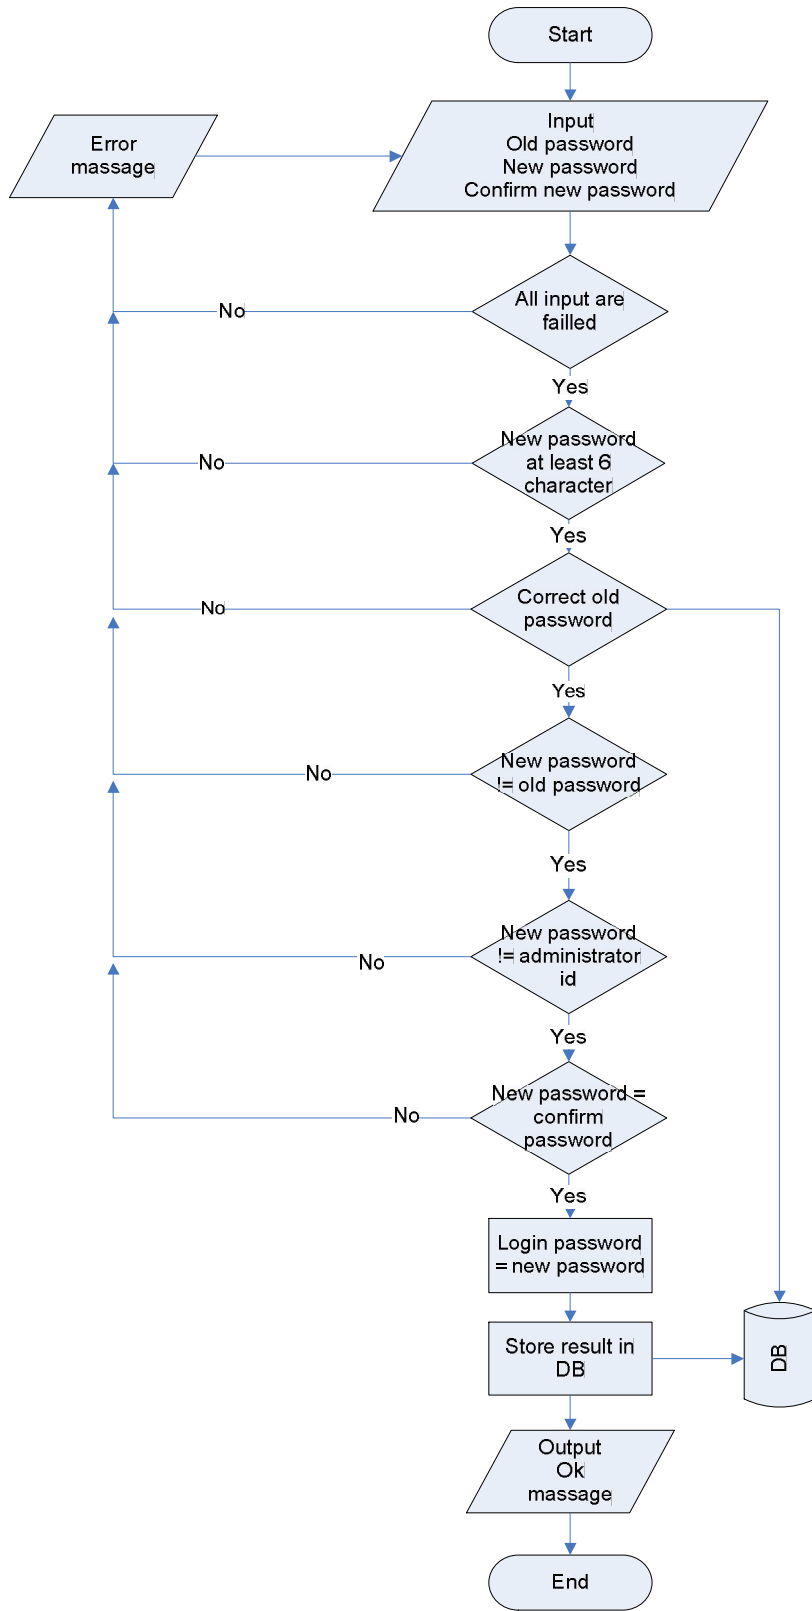 Start
Error
massage
Input
Old password
New password
Confirm new password
All input are
failled
No
Yes
New password
at least 6
character
No
Yes
Correct old
password
No
Yes
New password
!= old password
No
Yes
New password
!= administrator
id
No
Yes
New password =
confirm
password
No
Yes
Login password
= new password
Store result in
DB
DB
Output
Ok
massage
End